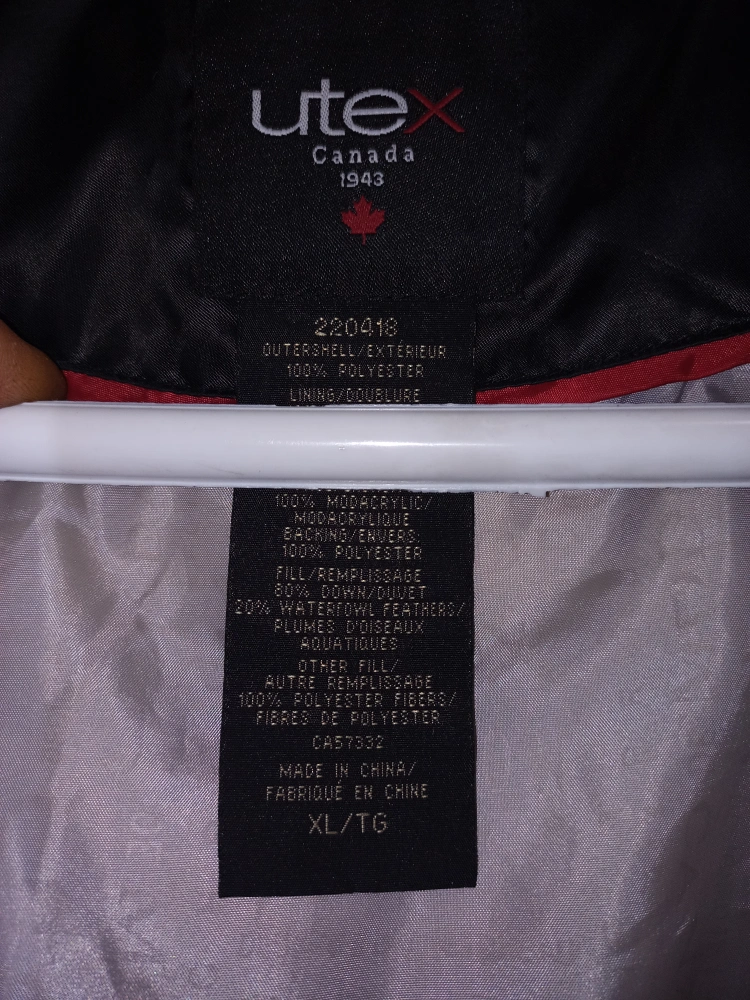 utex
Canada
1943
220418
OUTERSHELL/EXTÉRIEUR
100% POLYESTER
LINING/DOUBLURE
100% MODACRYLIC/
MODACRYLIQUE
BACKING/ENVERS:
100% POLYESTER
FILL/REMPLISSAGE
80% DOWN/DUVET
20% WATERFOWL FEATHERS/
PLUMES D'OISEAUX
AQUATIQUES
OTHER FILL/
AUTRE REMPLISSAGE
100% POLYESTER FIBERS/
FIBRES DE POLYESTER
CA57332
MADE IN CHINA/
FABRIQUÉ EN CHINE
XL/TG